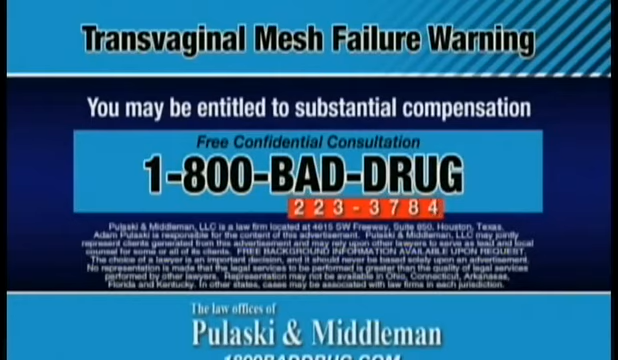 Transvaginal Mesh Failure Warning
You may be entitled to substantial compensation
Free Confidential Consultation
1-800-BAD-DRUG
223-3784
Pulaski & Middleman, LLC is a law firm located at 4615 SW Freeway, Suite 850, Houston, Texas.
Adam Pulaski is responsible for the content of this advertisement. Pulaski & Middleman, LLC may jointly
represent clients generated from this advertisement and may rely upon other lawyers to serve as lead and local
counsel for some or all of its clients. FREE BACKGROUND INFORMATION AVAILABLE UPON REQUEST.
The choice of a lawyer is an important decision, and it should never be based solely upon an advertisement.
No representation is made that the legal services to be performed is greater than the quality of legal services
performed by other lawyers. Representation may not be available in Ohio, Connecticut, Arkansas,
Florida and Kentucky. In other states, cases may be associated with law firms in each jurisdiction.
The law offices of
Pulaski & Middleman
1800BADDRUG.COM